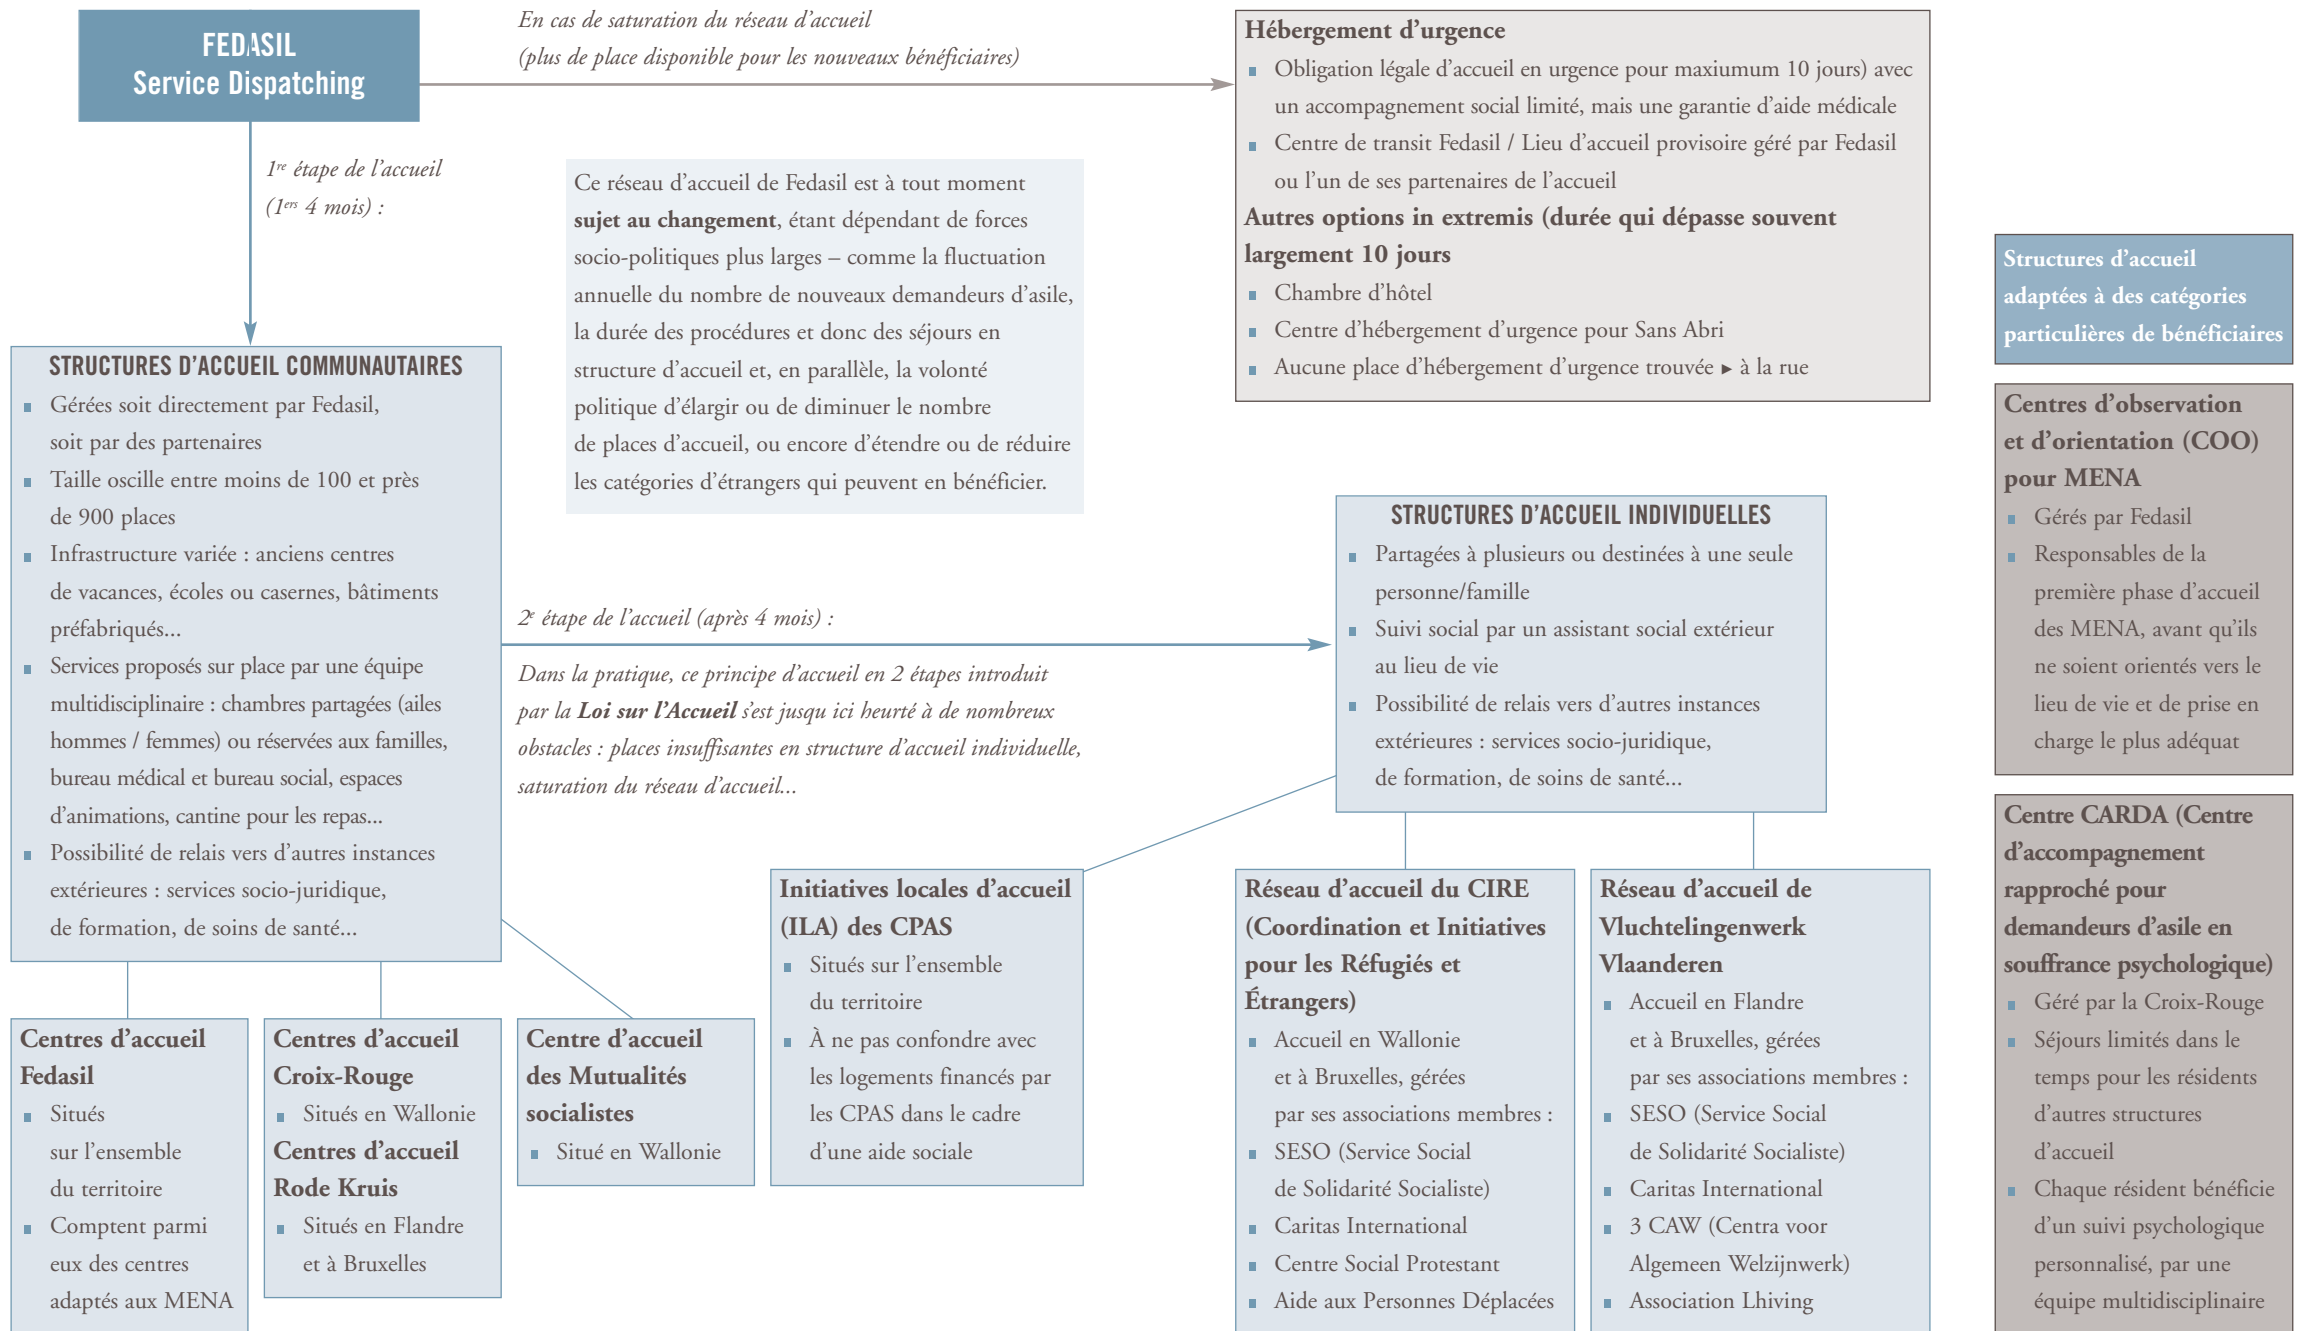 FEDASIL
Service Dispatching
En cas de saturation du réseau d'accueil
(plus de place disponible pour les nouveaux bénéficiaires)
Hébergement d'urgence
▪ Obligation légale d'accueil en urgence pour maxiumum 10 jours) avec
un accompagnement social limité, mais une garantie d'aide médicale
▪ Centre de transit Fedasil / Lieu d'accueil provisoire géré par Fedasil
ou l'un de ses partenaires de l'accueil
Autres options in extremis (durée qui dépasse souvent
largement 10 jours
▪ Chambre d'hôtel
▪ Centre d'hébergement d'urgence pour Sans Abri
▪ Aucune place d'hébergement d'urgence trouvée ► à la rue
1re étape de l'accueil
(1ers 4 mois) :
Ce réseau d'accueil de Fedasil est à tout moment
sujet au changement, étant dépendant de forces
socio-politiques plus larges – comme la fluctuation
annuelle du nombre de nouveaux demandeurs d'asile,
la durée des procédures et donc des séjours en
structure d'accueil et, en parallèle, la volonté
politique d'élargir ou de diminuer le nombre
de places d'accueil, ou encore d'étendre ou de réduire
les catégories d'étrangers qui peuvent en bénéficier.
STRUCTURES D'ACCUEIL COMMUNAUTAIRES
▪ Gérées soit directement par Fedasil,
soit par des partenaires
▪ Taille oscille entre moins de 100 et près
de 900 places
▪ Infrastructure variée : anciens centres
de vacances, écoles ou casernes, bâtiments
préfabriqués...
▪ Services proposés sur place par une équipe
multidisciplinaire : chambres partagées (ailes
hommes / femmes) ou réservées aux familles,
bureau médical et bureau social, espaces
d'animations, cantine pour les repas...
▪ Possibilité de relais vers d'autres instances
extérieures : services socio-juridique,
de formation, de soins de santé...
2e étape de l'accueil (après 4 mois) :
Dans la pratique, ce principe d'accueil en 2 étapes introduit
par la Loi sur l'Accueil s'est jusqu ici heurté à de nombreux
obstacles : places insuffisantes en structure d'accueil individuelle,
saturation du réseau d'accueil...
STRUCTURES D'ACCUEIL INDIVIDUELLES
▪ Partagées à plusieurs ou destinées à une seule
personne/famille
▪ Suivi social par un assistant social extérieur
au lieu de vie
▪ Possibilité de relais vers d'autres instances
extérieures : services socio-juridique,
de formation, de soins de santé...
Centres d'accueil
Fedasil
▪ Situés
sur l'ensemble
du territoire
▪ Comptent parmi
eux des centres
adaptés aux MENA
Centres d'accueil
Croix-Rouge
▪ Situés en Wallonie
Centres d'accueil
Rode Kruis
▪ Situés en Flandre
et à Bruxelles
Centre d'accueil
des Mutualités
socialistes
▪ Situé en Wallonie
Initiatives locales d'accueil
(ILA) des CPAS
▪ Situés sur l'ensemble
du territoire
▪ À ne pas confondre avec
les logements financés par
les CPAS dans le cadre
d'une aide sociale
Réseau d'accueil du CIRE
(Coordination et Initiatives
pour les Réfugiés et
Étrangers)
▪ Accueil en Wallonie
et à Bruxelles, gérées
par ses associations membres :
▪ SESO (Service Social
de Solidarité Socialiste)
▪ Caritas International
▪ Centre Social Protestant
▪ Aide aux Personnes Déplacées
Réseau d'accueil de
Vluchtelingenwerk
Vlaanderen
▪ Accueil en Flandre
et à Bruxelles, gérées
par ses associations membres :
▪ SESO (Service Social
de Solidarité Socialiste)
▪ Caritas International
▪ 3 CAW (Centra voor
Algemeen Welzijnwerk)
▪ Association Lhiving
Structures d'accueil
adaptées à des catégories
particulières de bénéficiaires
Centres d'observation
et d'orientation (COO)
pour MENA
▪ Gérés par Fedasil
▪ Responsables de la
première phase d'accueil
des MENA, avant qu'ils
ne soient orientés vers le
lieu de vie et de prise en
charge le plus adéquat
Centre CARDA (Centre
d'accompagnement
rapproché pour
demandeurs d'asile en
souffrance psychologique)
▪ Géré par la Croix-Rouge
▪ Séjours limités dans le
temps pour les résidents
d'autres structures
d'accueil
▪ Chaque résident bénéficie
d'un suivi psychologique
personnalisé, par une
équipe multidisciplinaire